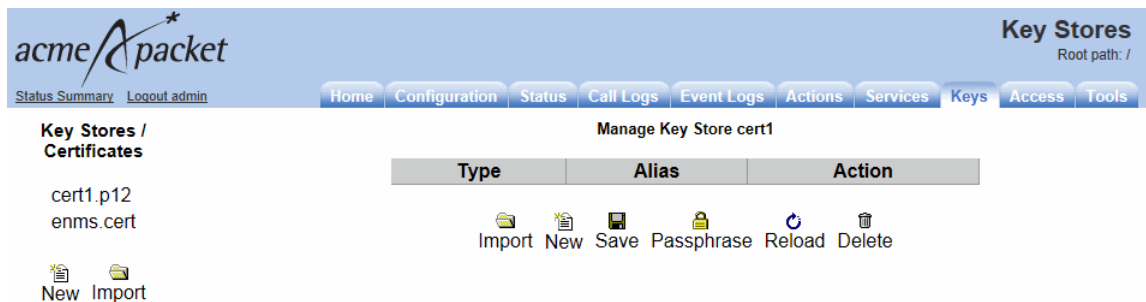 acme packet
Key Stores
Root path: /
Status Summary Logout admin
Home Configuration Status Call Logs Event Logs Actions Services Keys Access Tools
Key Stores /
Certificates
cert1.p12
enms.cert
New Import
Manage Key Store cert1
Type Alias Action
Import New Save Passphrase Reload Delete